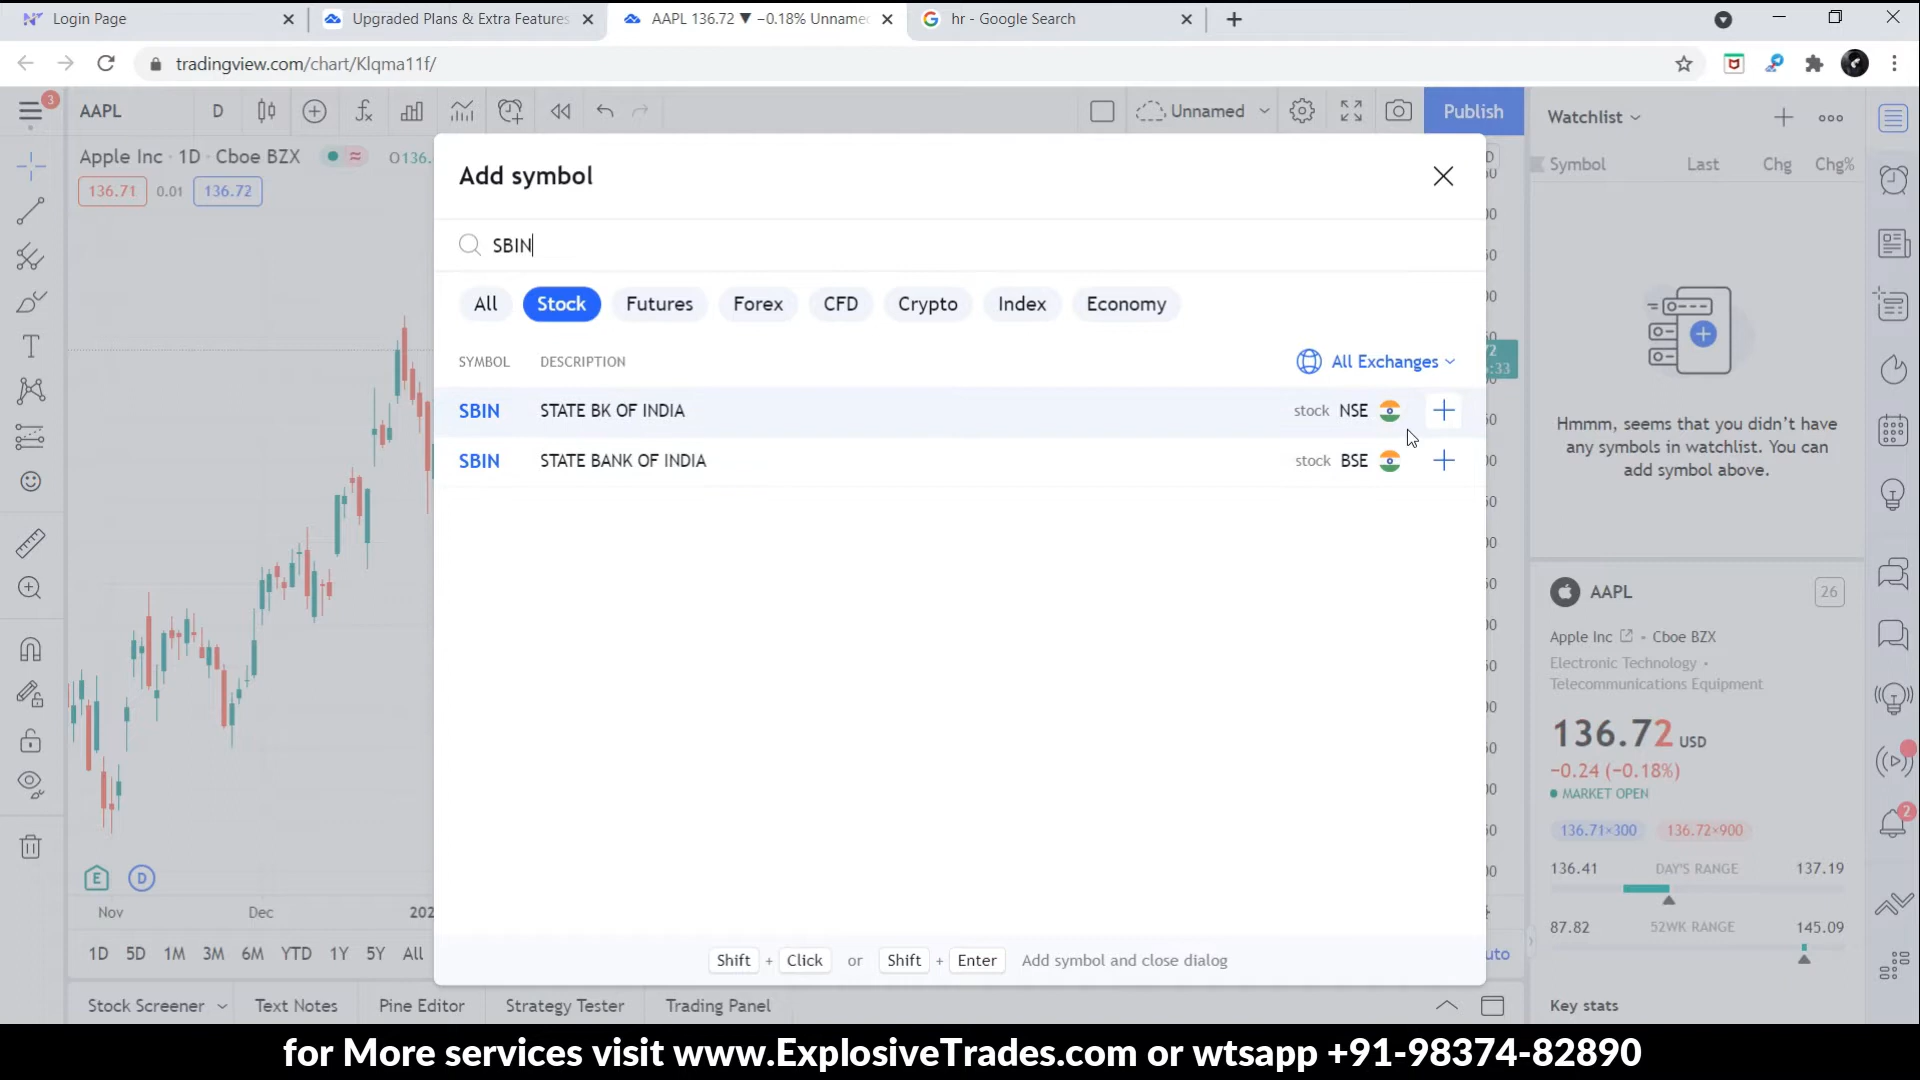 Login Page
Upgraded Plans & Extra Features
AAPL 136.72 ▼ −0.18% Unname
hr - Google Search
tradingview.com/chart/Klqma11f/
3
AAPL
D
Unnamed
Publish
Watchlist
Apple Inc · 1D · Cboe BZX
O136.
136.71
0.01
136.72
Symbol
Last
Chg
Chg%
Add symbol
SBIN
All
Stock
Futures
Forex
CFD
Crypto
Index
Economy
SYMBOL
DESCRIPTION
All Exchanges
SBIN
STATE BK OF INDIA
stock NSE
SBIN
STATE BANK OF INDIA
stock BSE
Hmmm, seems that you didn't have
any symbols in watchlist. You can
add symbol above.
AAPL
26
Apple Inc - Cboe BZX
Electronic Technology •
Telecommunications Equipment
136.72 USD
−0.24 (−0.18%)
MARKET OPEN
136.71×300
136.72×900
136.41
DAY'S RANGE
137.19
87.82
52WK RANGE
145.09
Key stats
2
E
D
Nov
Dec
202
1D
5D
1M
3M
6M
YTD
1Y
5Y
All
uto
Shift + Click or Shift + Enter Add symbol and close dialog
Stock Screener
Text Notes
Pine Editor
Strategy Tester
Trading Panel
for More services visit www.ExplosiveTrades.com or wtsapp +91-98374-82890